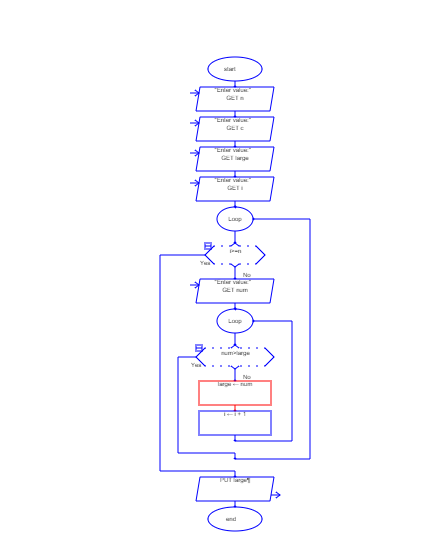 start
"Enter value:"
GET n
"Enter value:"
GET c
"Enter value:"
GET large
"Enter value:"
GET i
Loop
i<=n
Yes
No
"Enter value:"
GET num
Loop
num>large
Yes
No
large ← num
i ← i + 1
PUT large¶
end